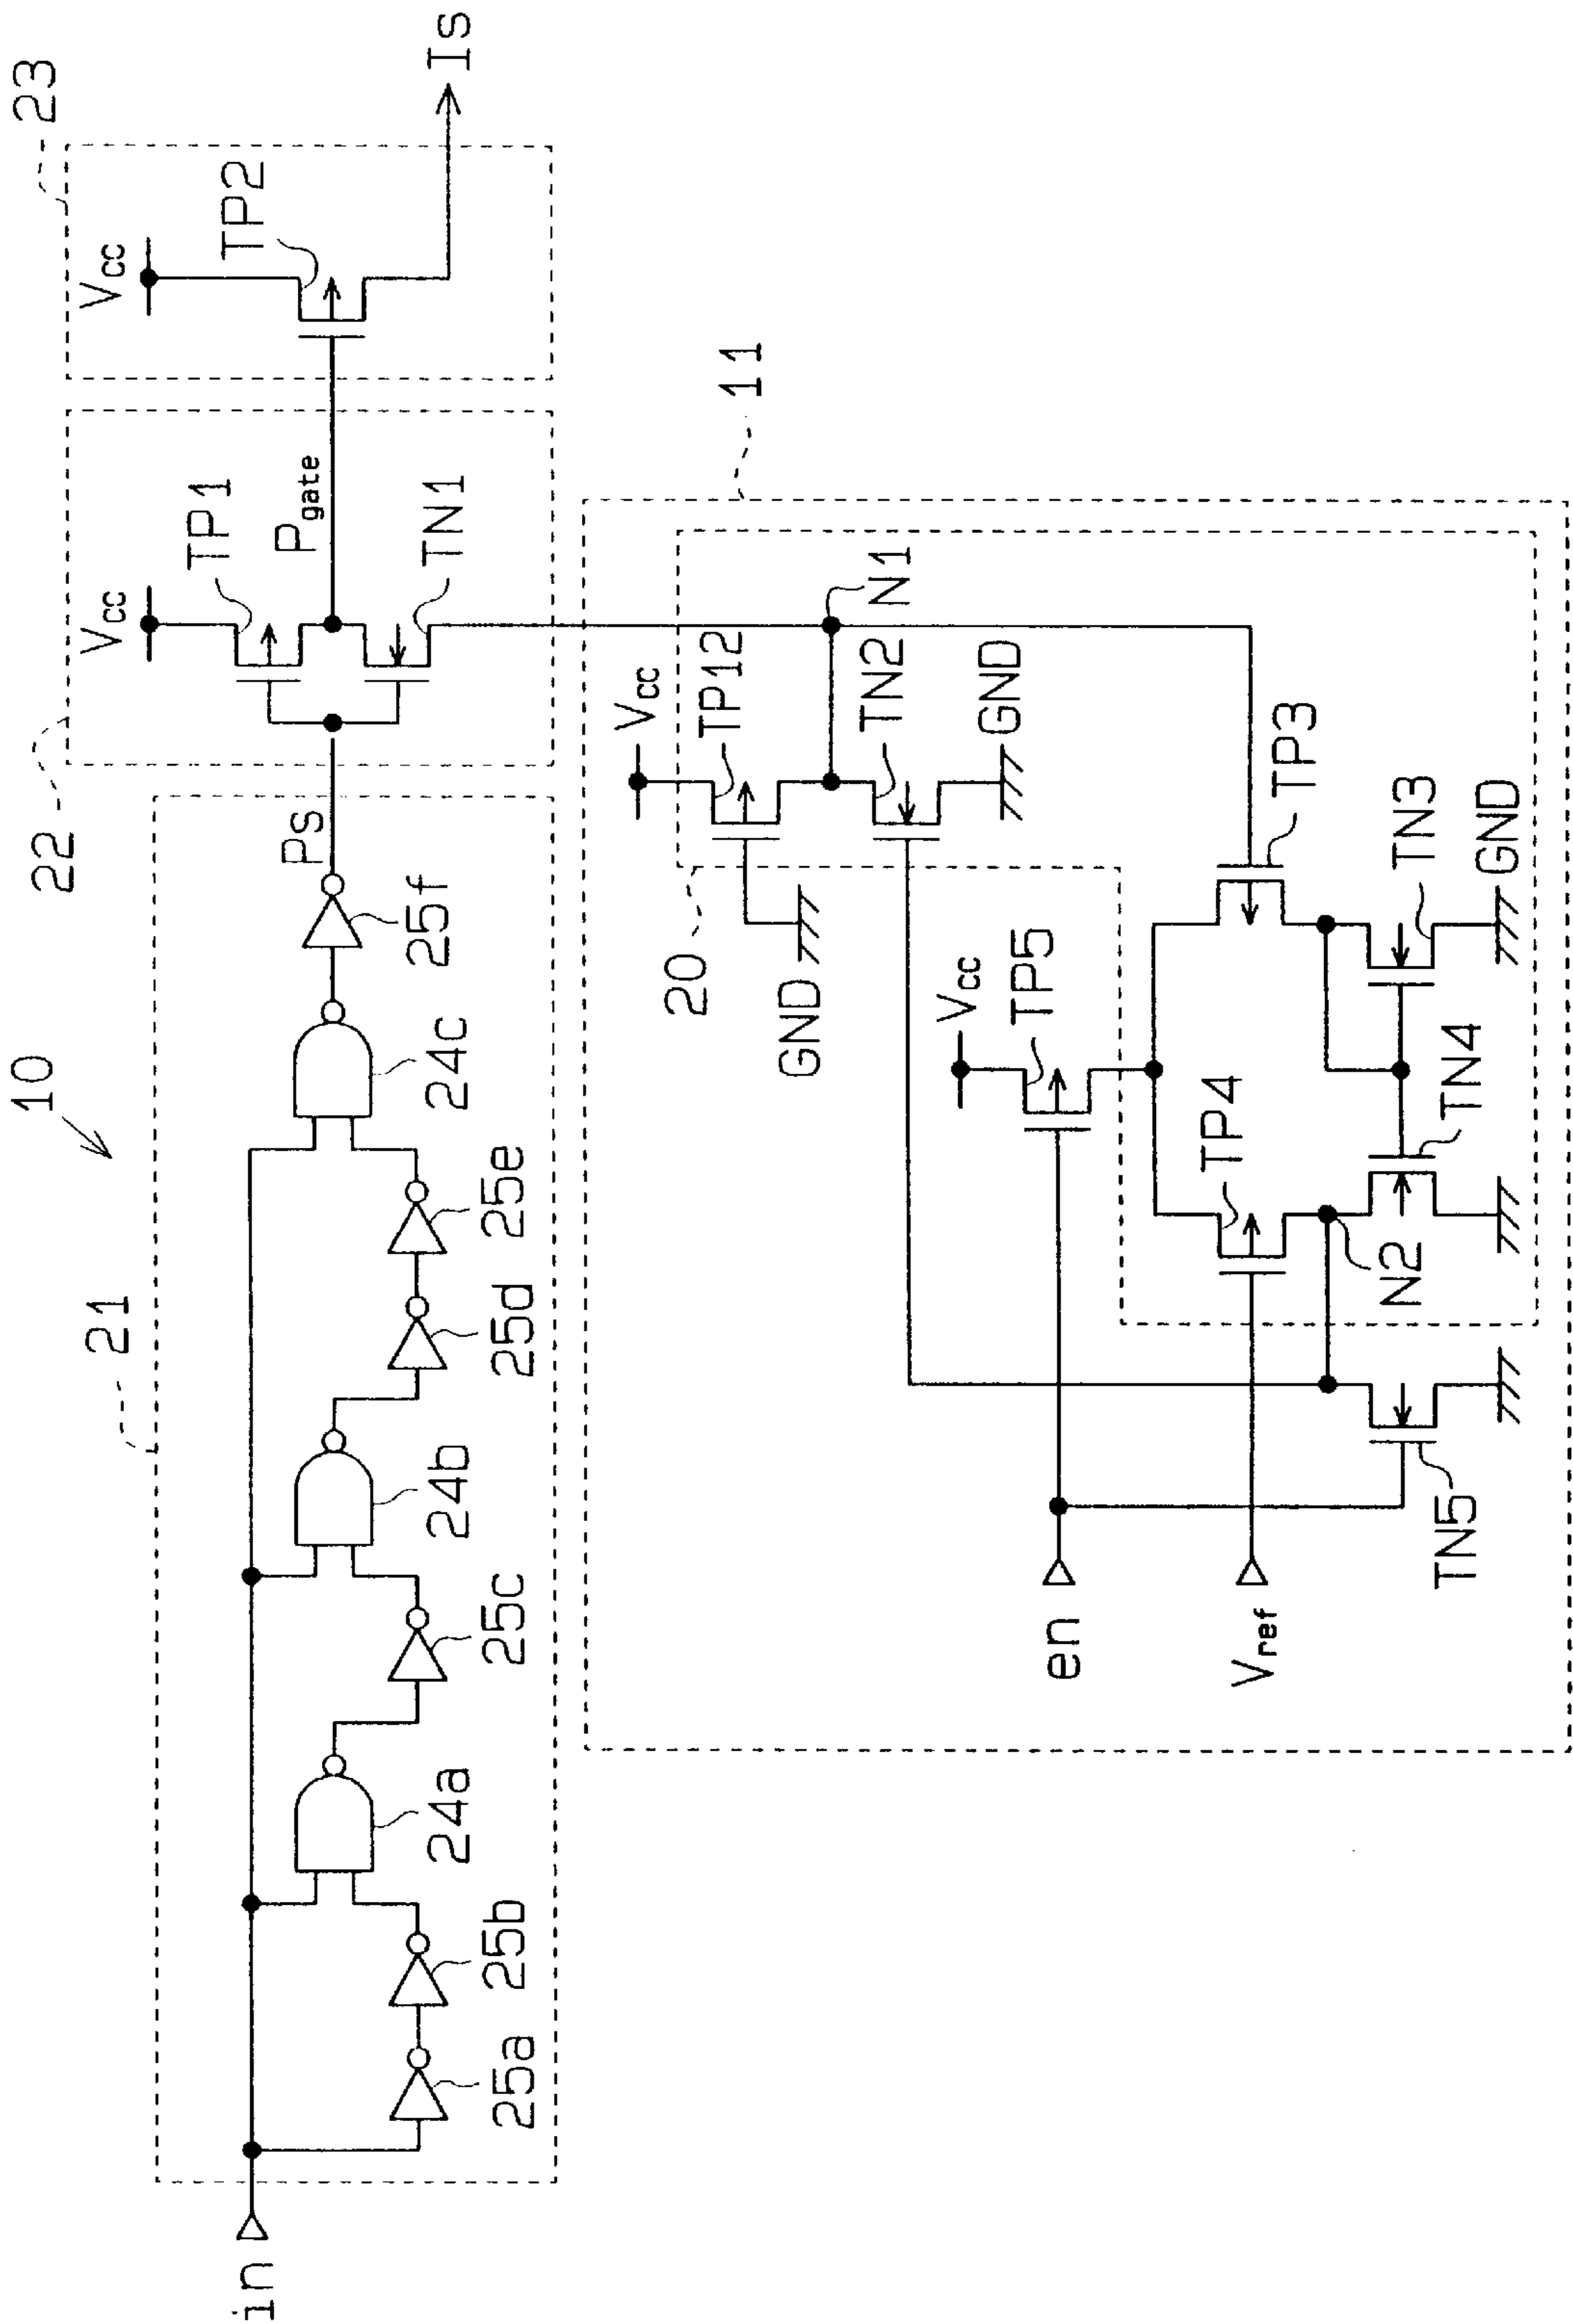 10
21
22
23
in
25a
25b
24a
25c
24b
25d
25e
24c
25f
Ps
Vcc
TP1
Pgate
TN1
Vcc
TP2
Is
11
20
Vcc
TP12
GND
TN2
GND
N1
Vcc
TP5
en
Vref
TP4
TP3
N2
TN4
TN3
GND
TN5